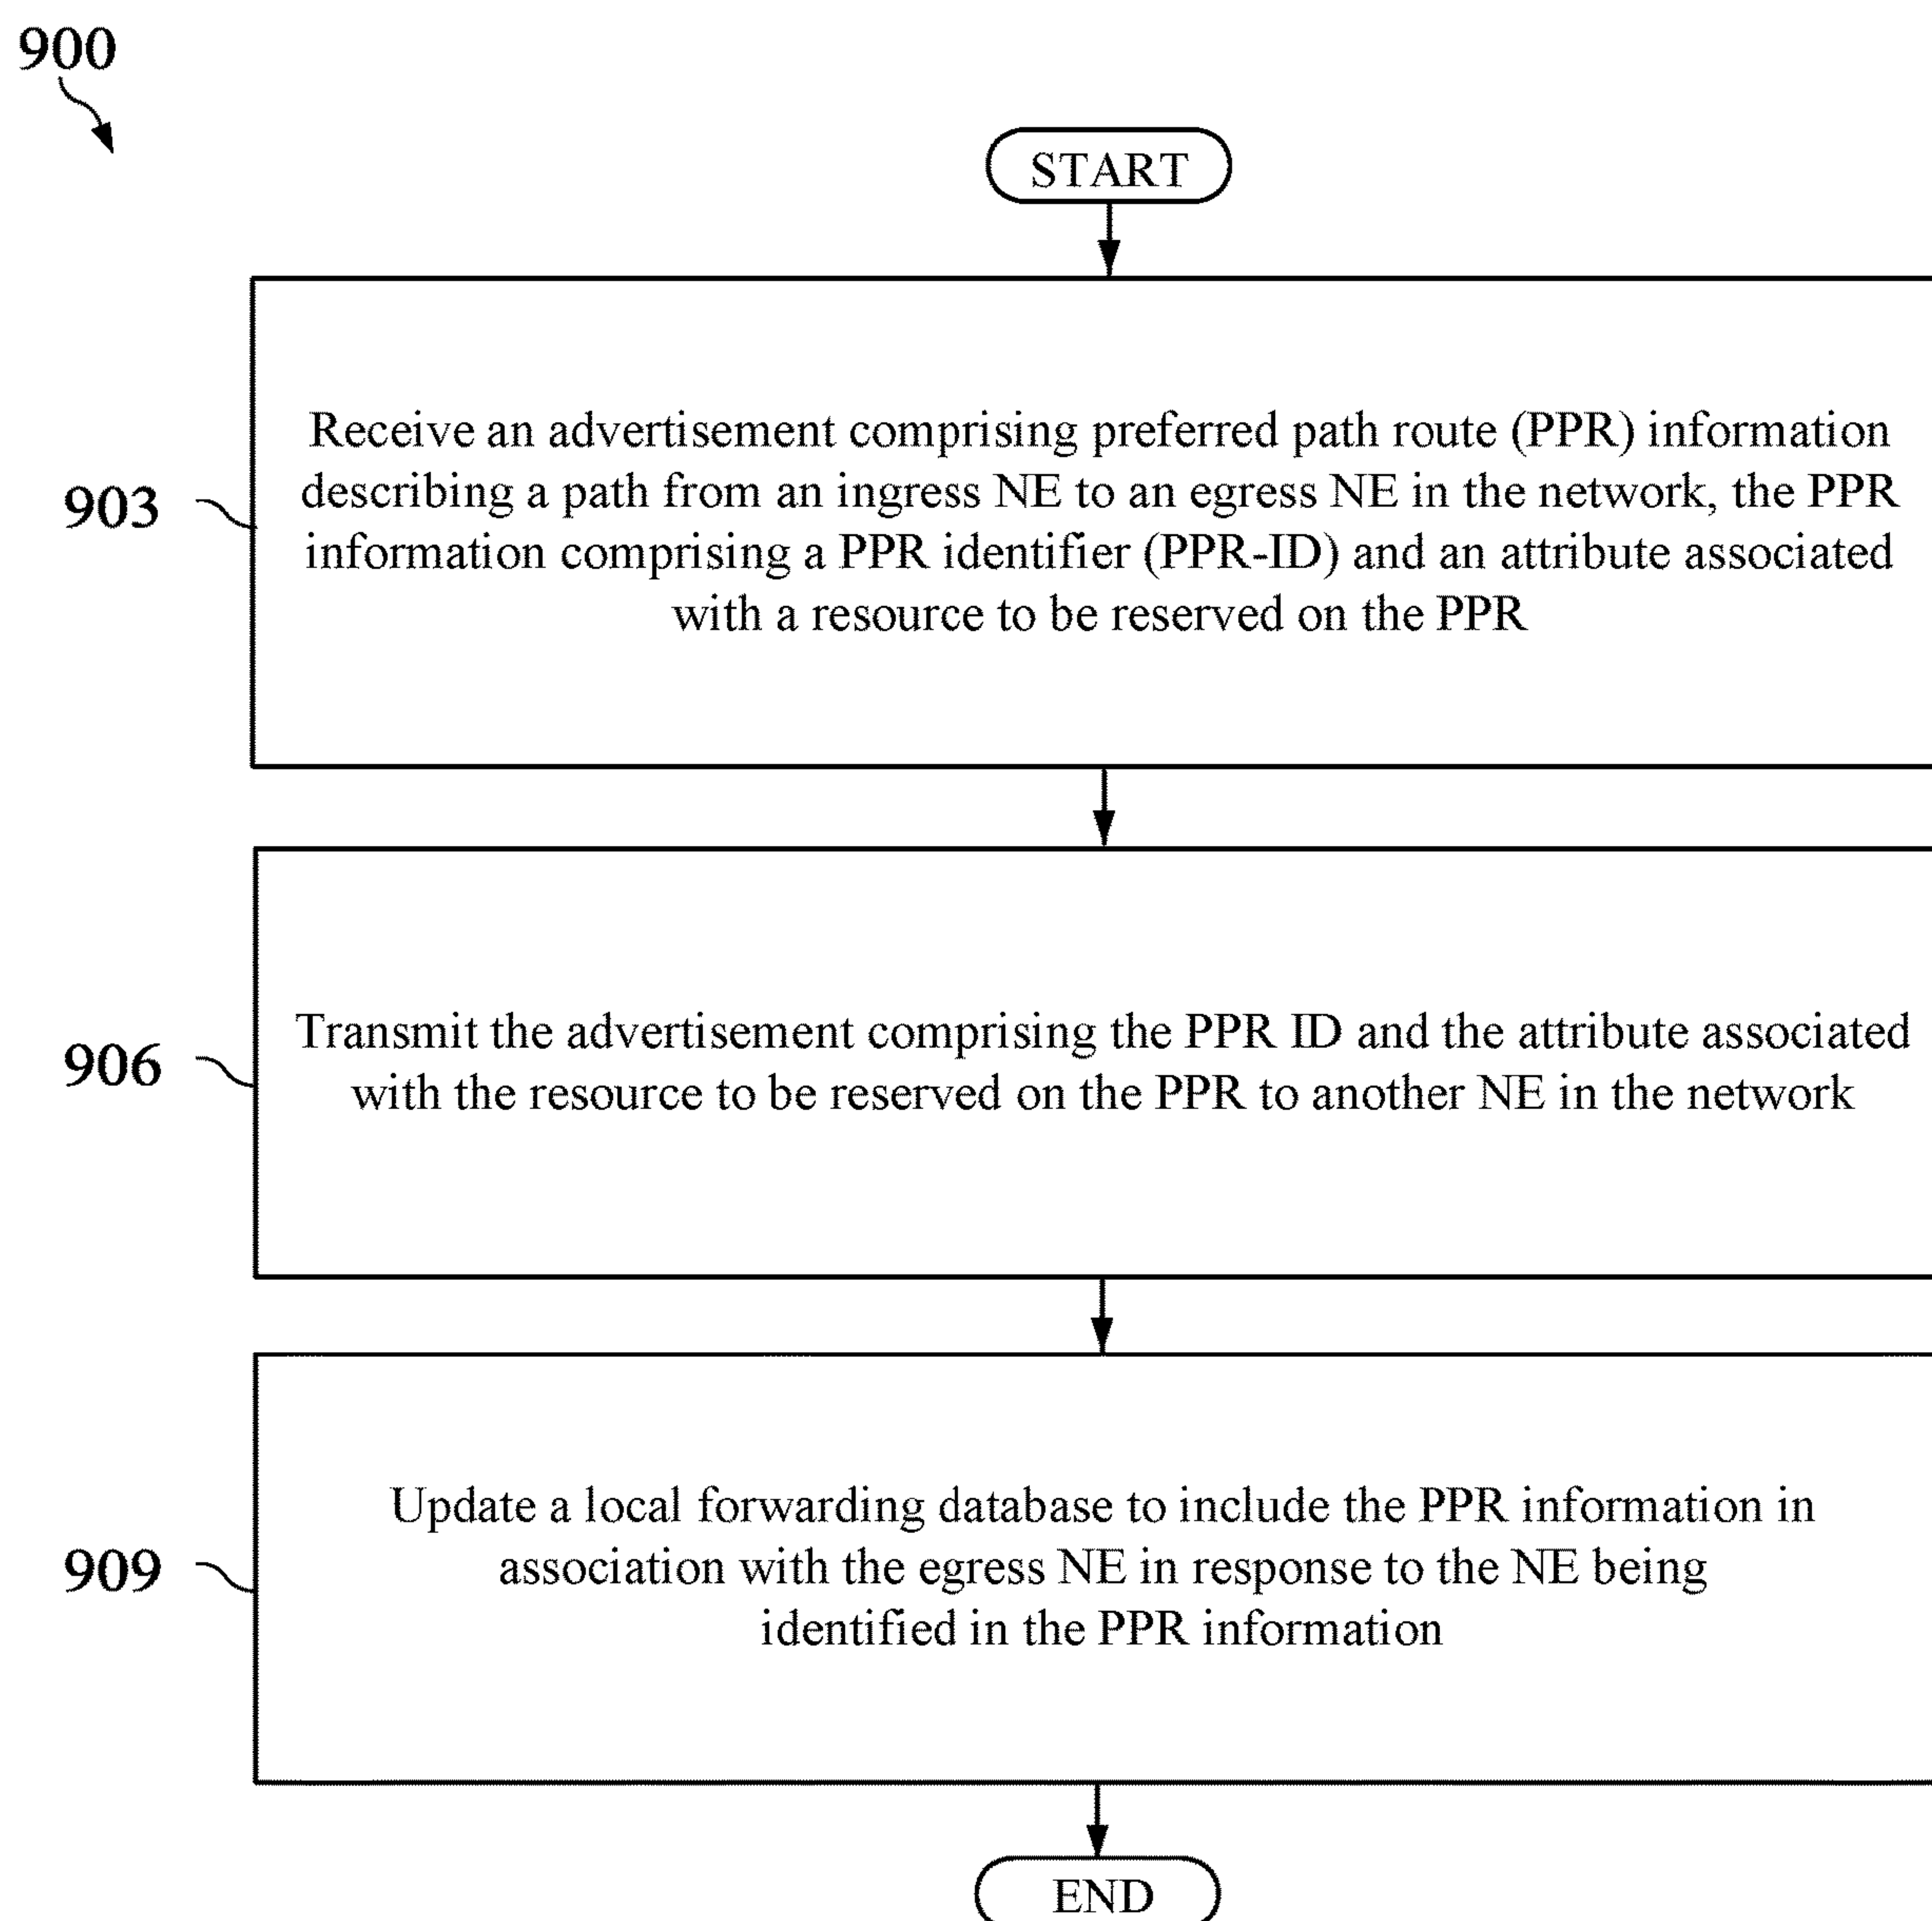 900
START
903
Receive an advertisement comprising preferred path route (PPR) information
describing a path from an ingress NE to an egress NE in the network, the PPR
information comprising a PPR identifier (PPR-ID) and an attribute associated
with a resource to be reserved on the PPR
906
Transmit the advertisement comprising the PPR ID and the attribute associated
with the resource to be reserved on the PPR to another NE in the network
909
Update a local forwarding database to include the PPR information in
association with the egress NE in response to the NE being
identified in the PPR information
END